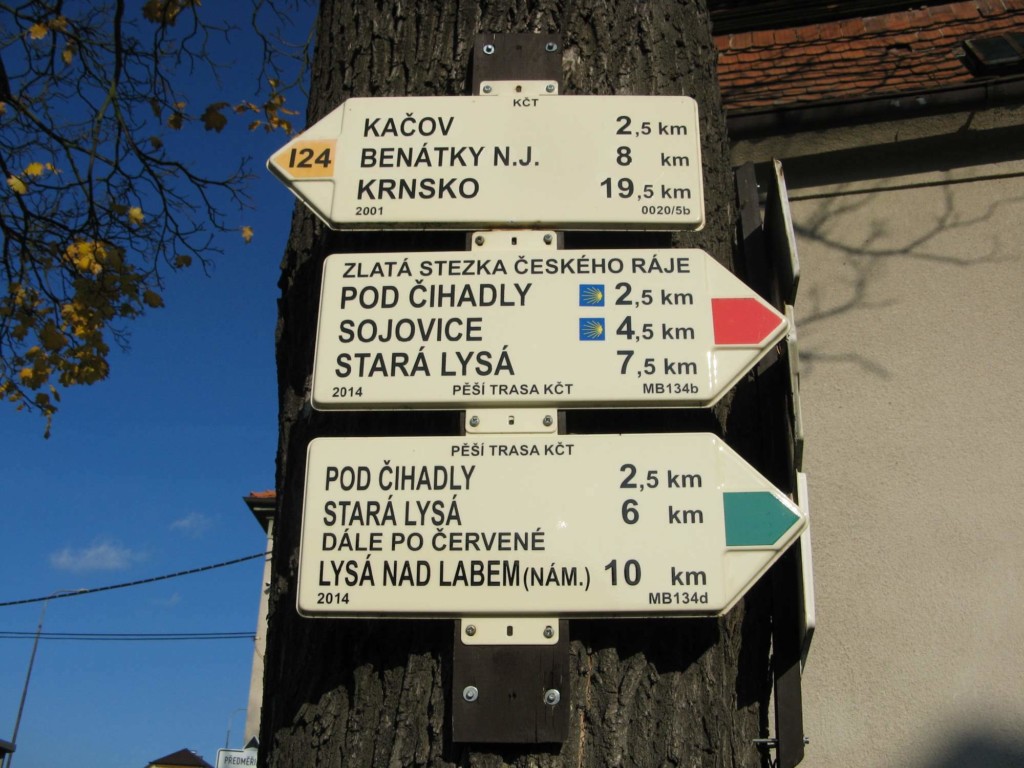 KČT
KAČOV 2,5 km
I24 BENÁTKY N.J. 8 km
KRNSKO 19,5 km
2001 0020/5b
ZLATÁ STEZKA ČESKÉHO RÁJE
POD ČIHADLY 2,5 km
SOJOVICE 4,5 km
STARÁ LYSÁ 7,5 km
2014 PĚŠÍ TRASA KČT MB134b
PĚŠÍ TRASA KČT
POD ČIHADLY 2,5 km
STARÁ LYSÁ 6 km
DÁLE PO ČERVENÉ
LYSÁ NAD LABEM (NÁM.) 10 km
2014 MB134d